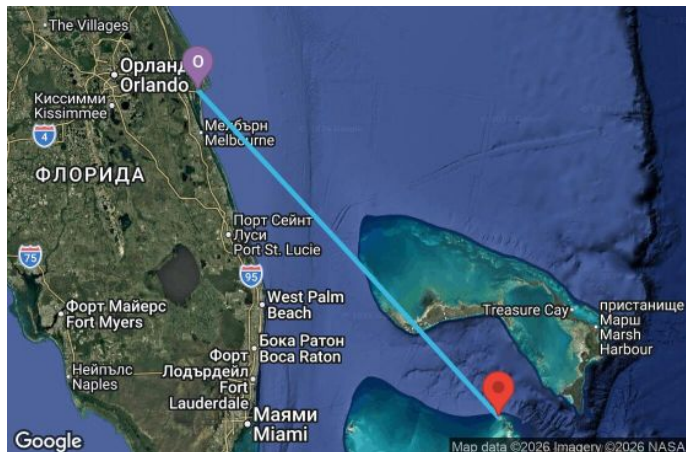 The Villages
O
Орландо
Orlando
Киссимми
Kissimmee
4
Мелбърн
Melbourne
ФЛОРИДА
Порт Сейнт
Луси
Port St. Lucie
75
95
Форт Майерс
Fort Myers
West Palm
Beach
Treasure Cay
пристанище
Марш
Marsh
Harbour
Бока Ратон
Boca Raton
Нейпълс
Naples
Форт
Лодърдейл
Fort
Lauderdale
Маями
Miami
Google
Map data ©2026 Imagery ©2026 NASA